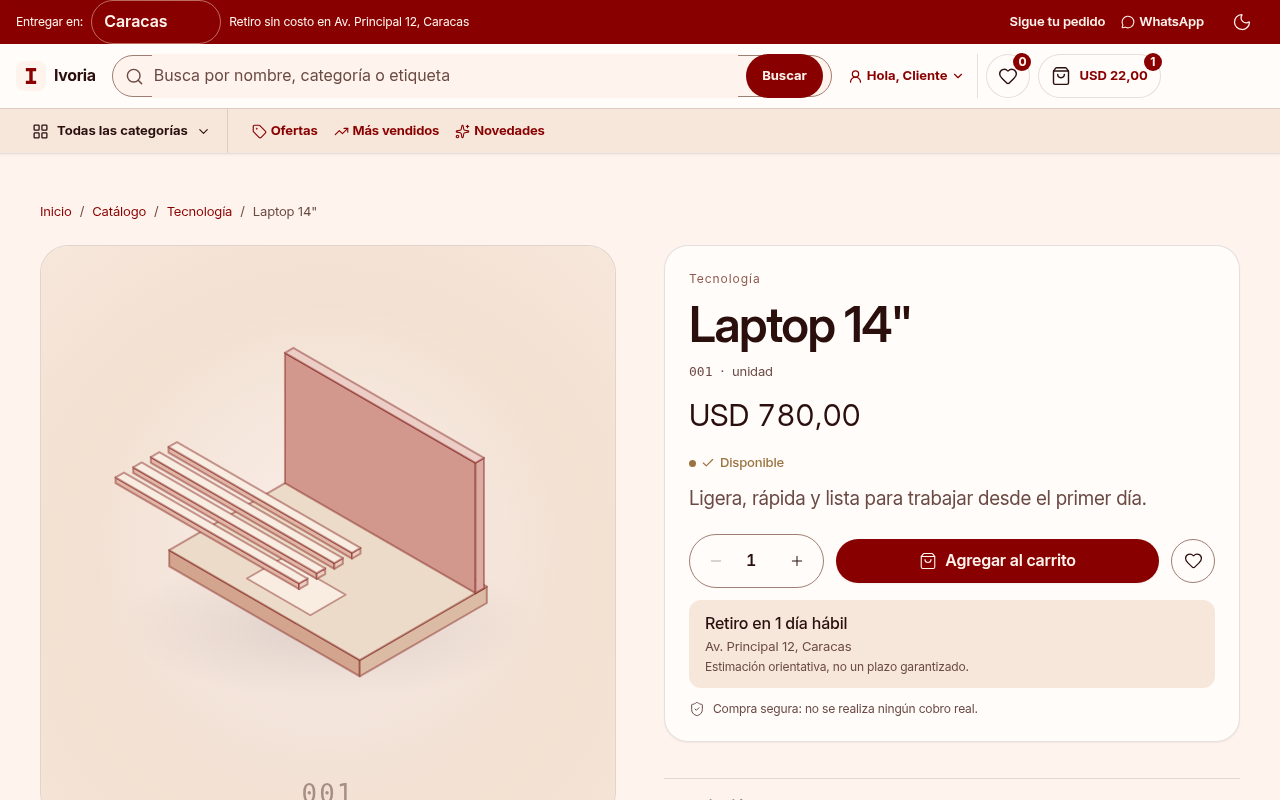 Entregar en: Caracas Retiro sin costo en Av. Principal 12, Caracas Sigue tu pedido WhatsApp
I Ivoria Busca por nombre, categoría o etiqueta Buscar Hola, Cliente 0 USD 22,00 1
Todas las categorías Ofertas Más vendidos Novedades
Inicio / Catálogo / Tecnología / Laptop 14"
Tecnología
Laptop 14"
001 · unidad
USD 780,00
Disponible
Ligera, rápida y lista para trabajar desde el primer día.
1 Agregar al carrito
Retiro en 1 día hábil
Av. Principal 12, Caracas
Estimación orientativa, no un plazo garantizado.
Compra segura: no se realiza ningún cobro real.
001